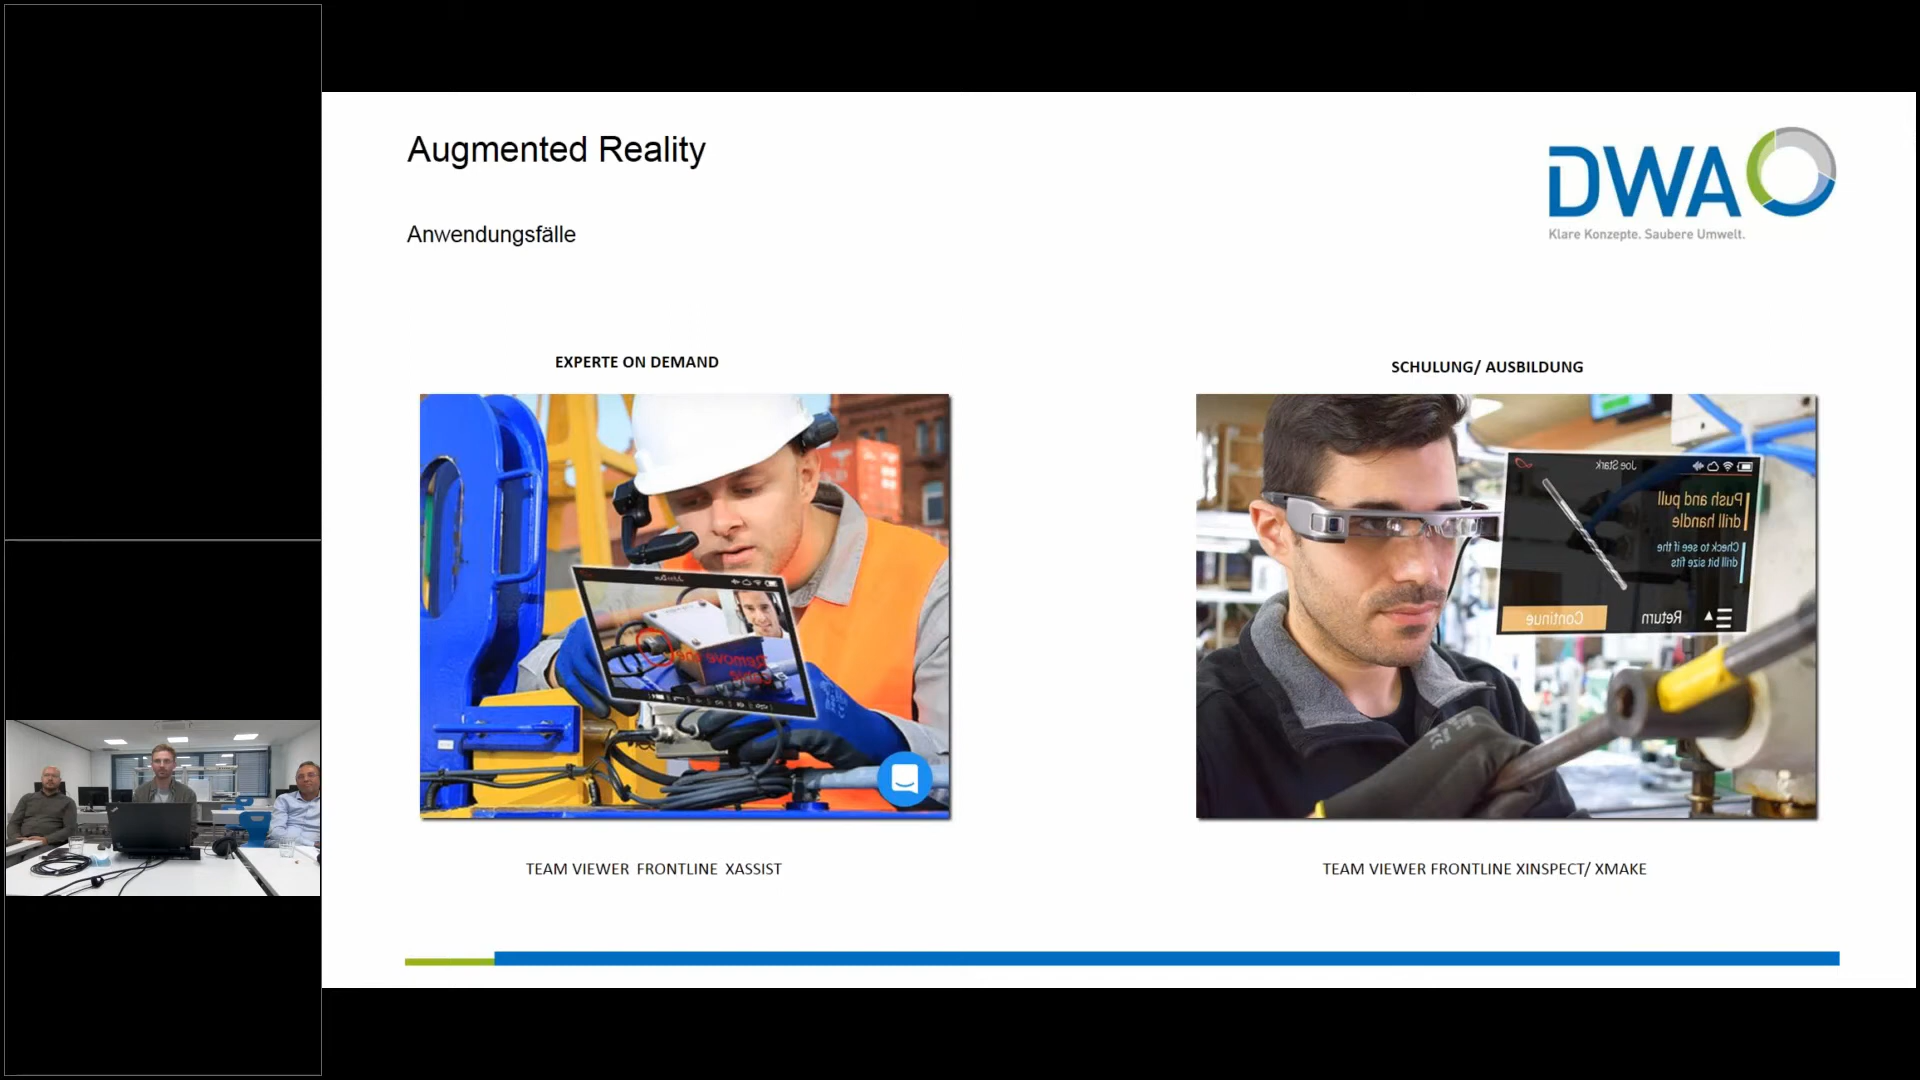 Augmented Reality
DWA
Klare Konzepte. Saubere Umwelt.
Anwendungsfälle
EXPERTE ON DEMAND
SCHULUNG/ AUSBILDUNG
Remove
Joe Stark
Push and pull
drill handle
Check to see if the
drill bit size fits
Continue
Return
TEAM VIEWER FRONTLINE XASSIST
TEAM VIEWER FRONTLINE XINSPECT/ XMAKE